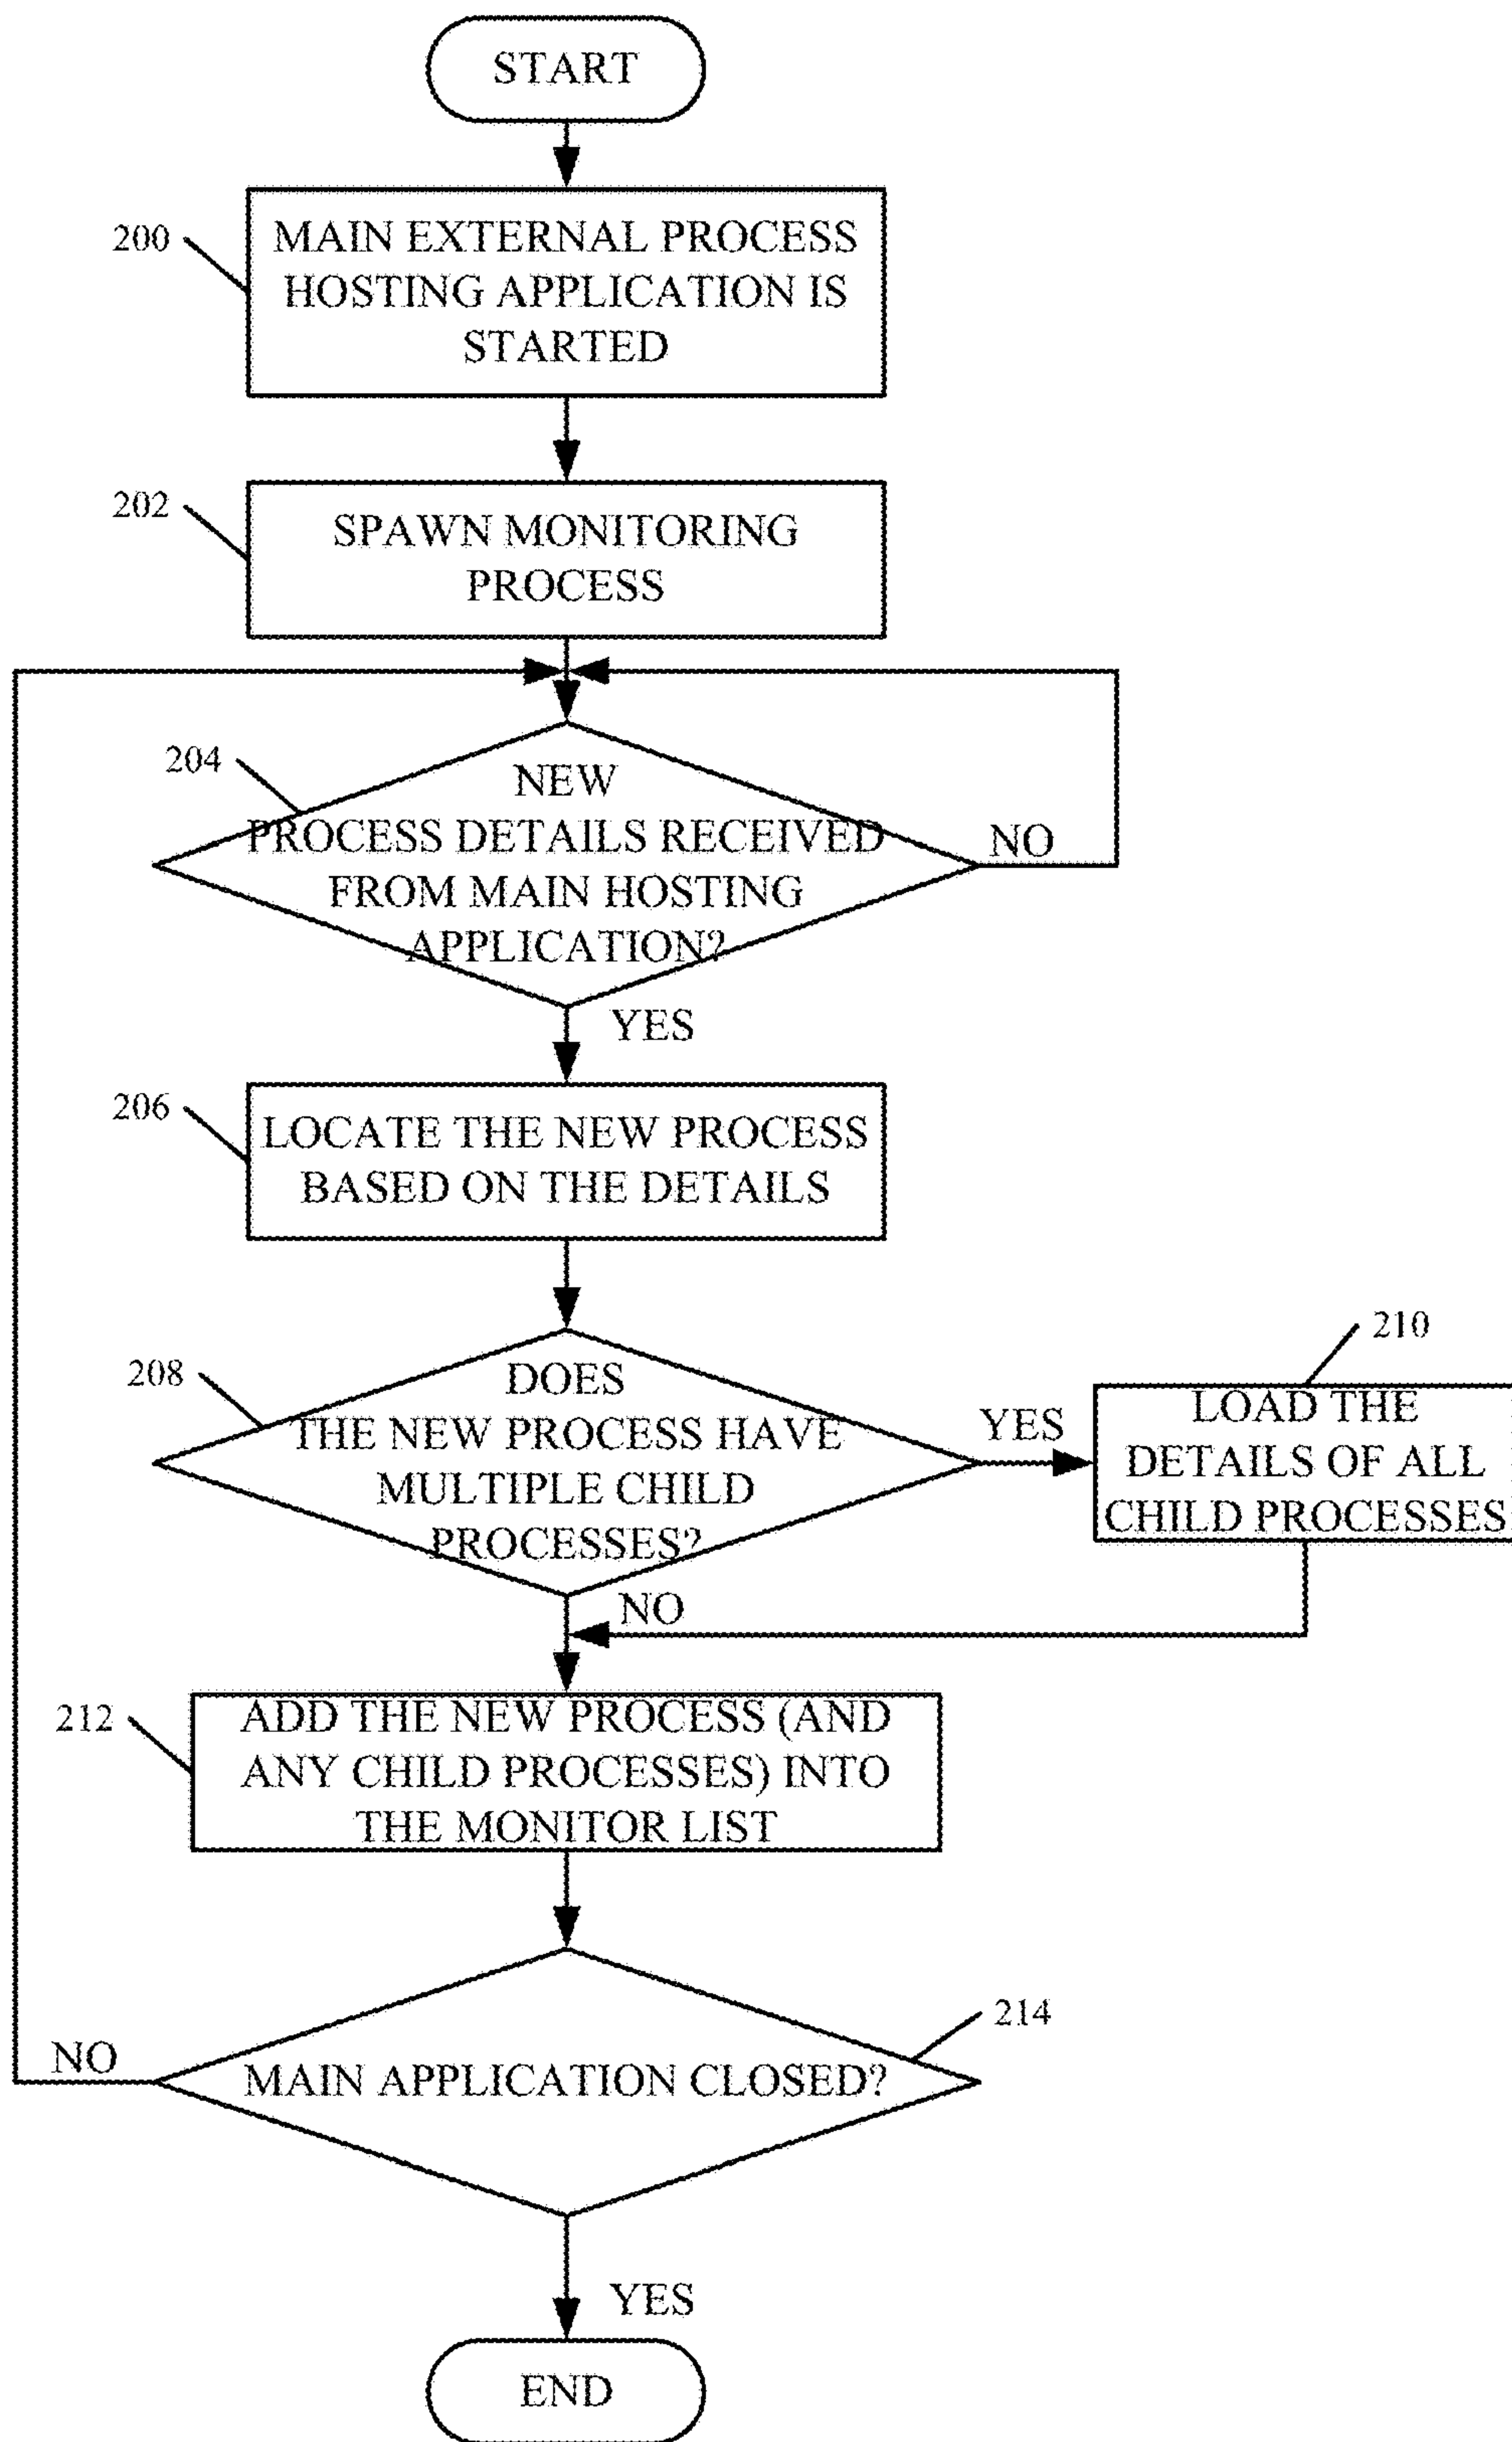 START
200
MAIN EXTERNAL PROCESS
HOSTING APPLICATION IS
STARTED
202
SPAWN MONITORING
PROCESS
204
NEW
PROCESS DETAILS RECEIVED
FROM MAIN HOSTING
APPLICATION?
NO
YES
206
LOCATE THE NEW PROCESS
BASED ON THE DETAILS
208
DOES
THE NEW PROCESS HAVE
MULTIPLE CHILD
PROCESSES?
YES
210
LOAD THE
DETAILS OF ALL
CHILD PROCESSES
NO
212
ADD THE NEW PROCESS (AND
ANY CHILD PROCESSES) INTO
THE MONITOR LIST
214
NO
MAIN APPLICATION CLOSED?
YES
END